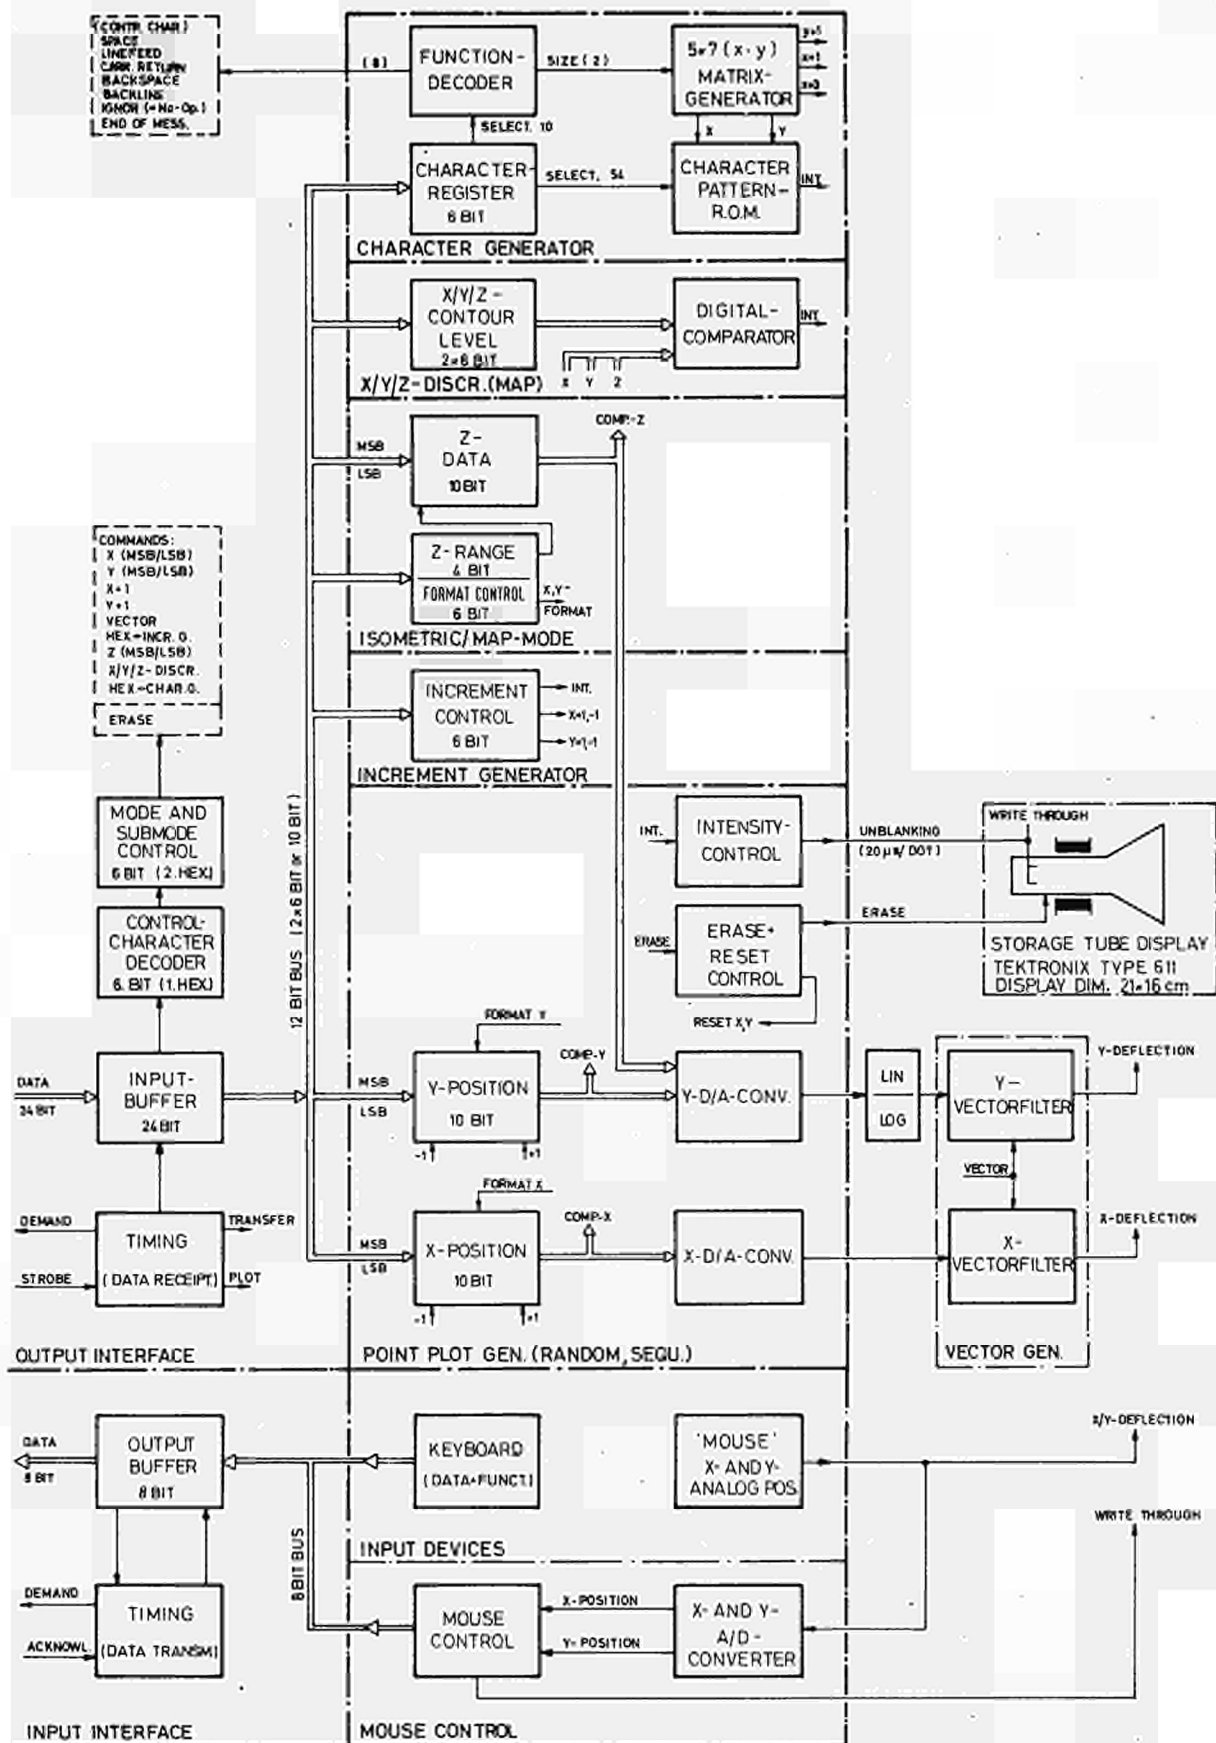 (CONTR. CHAR.)
SPACE
LINEFEED
CARR. RETURN
BACKSPACE
BACKLINE
IGNOR (=No-Op.)
END OF MESS.
(8)
FUNCTION-
DECODER
SIZE (2)
5×7 (x·y)
MATRIX-
GENERATOR
SELECT. 10
X
Y
CHARACTER-
REGISTER
6 BIT
SELECT. 54
CHARACTER
PATTERN-
R.O.M.
INT.
CHARACTER GENERATOR
X/Y/Z-
CONTOUR
LEVEL
2×6 BIT
DIGITAL-
COMPARATOR
INT.
X Y Z
X/Y/Z-DISCR.(MAP)
MSB
LSB
Z-
DATA
10 BIT
COMP.-Z
Z-RANGE
4 BIT
FORMAT CONTROL
6 BIT
X,Y-
FORMAT
ISOMETRIC/MAP-MODE
COMMANDS:
X (MSB/LSB)
Y (MSB/LSB)
X+1
Y+1
VECTOR
HEX-INCR.G.
Z (MSB/LSB)
X/Y/Z-DISCR.
HEX-CHAR.G.
ERASE
INCREMENT
CONTROL
6 BIT
INT.
X+1,-1
Y+1,-1
INCREMENT GENERATOR
MODE AND
SUBMODE
CONTROL
6 BIT (2.HEX)
CONTROL-
CHARACTER
DECODER
6 BIT (1.HEX)
12 BIT BUS (2×6 BIT or 10 BIT)
INT.
INTENSITY-
CONTROL
UNBLANKING
(20 µs/DOT)
WRITE THROUGH
ERASE
ERASE+
RESET
CONTROL
ERASE
RESET X,Y
STORAGE TUBE DISPLAY
TEKTRONIX TYPE 611
DISPLAY DIM. 21×16 cm
DATA
24 BIT
INPUT-
BUFFER
24 BIT
FORMAT Y
MSB
LSB
Y-POSITION
10 BIT
-1
+1
COMP.-Y
Y-D/A-CONV.
LIN
LOG
Y-
VECTORFILTER
Y-DEFLECTION
VECTOR
DEMAND
STROBE
TIMING
(DATA RECEIPT)
TRANSFER
PLOT
FORMAT X
MSB
LSB
X-POSITION
10 BIT
-1
+1
COMP.-X
X-D/A-CONV.
X-
VECTORFILTER
X-DEFLECTION
OUTPUT INTERFACE
POINT PLOT GEN. (RANDOM, SEQU.)
VECTOR GEN.
DATA
8 BIT
OUTPUT
BUFFER
8 BIT
KEYBOARD
(DATA+FUNCT.)
'MOUSE'
X- AND Y-
ANALOG POS.
X/Y-DEFLECTION
WRITE THROUGH
8 BIT BUS
INPUT DEVICES
DEMAND
ACKNOWL.
TIMING
(DATA TRANSM)
MOUSE
CONTROL
X-POSITION
Y-POSITION
X- AND Y-
A/D-
CONVERTER
INPUT INTERFACE
MOUSE CONTROL